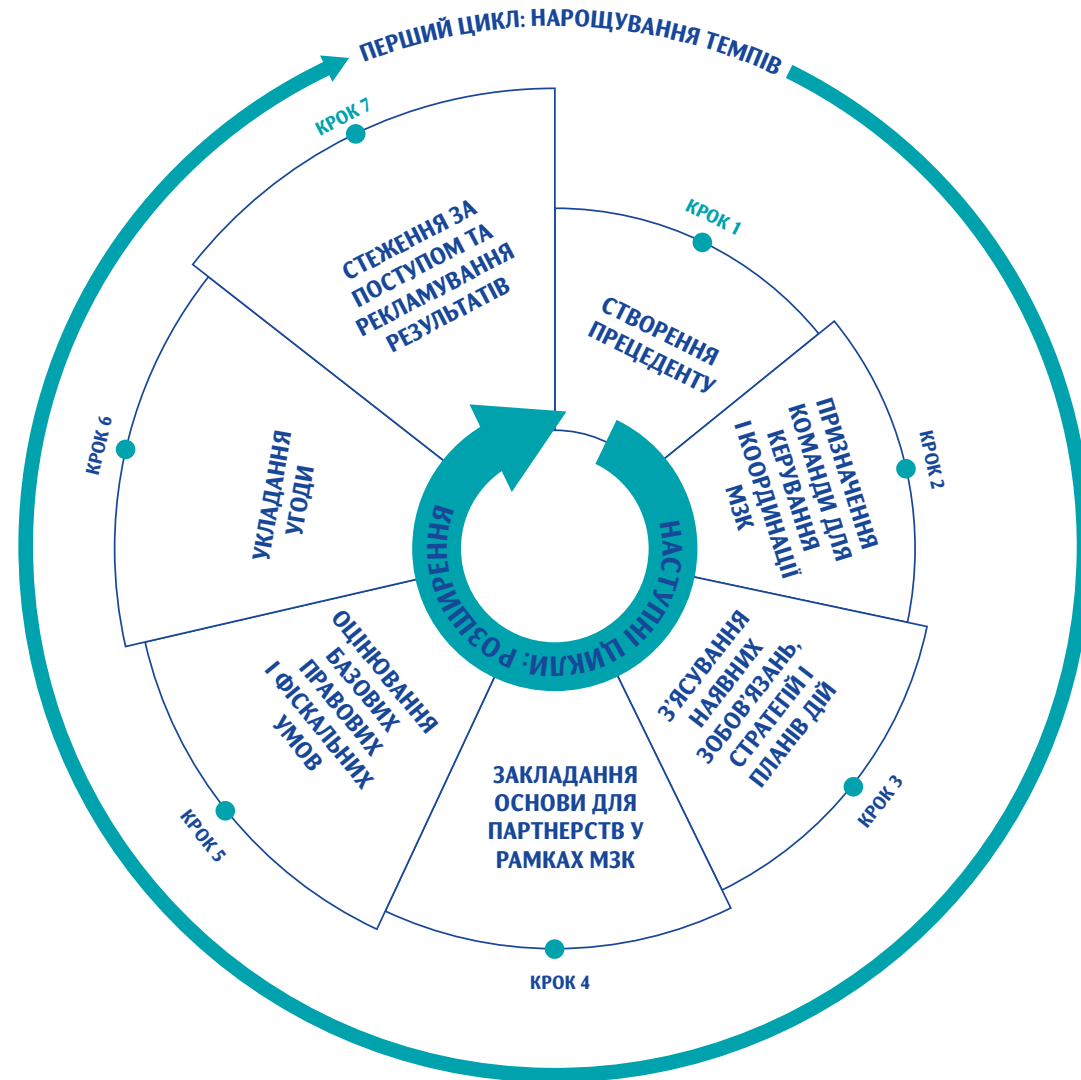 ПЕРШИЙ ЦИКЛ: НАРОЩУВАННЯ ТЕМПІВ
КРОК 1
СТВОРЕННЯ
ПРЕЦЕДЕНТУ
КРОК 2
ПРИЗНАЧЕННЯ
КОМАНДИ ДЛЯ
КЕРУВАННЯ
І КООРДИНАЦІЇ
МЗК
КРОК 3
З’ЯСУВАННЯ
НАЯВНИХ
ЗОБОВ’ЯЗАНЬ,
СТРАТЕГІЙ І
ПЛАНІВ ДІЙ
КРОК 4
ЗАКЛАДАННЯ
ОСНОВИ ДЛЯ
ПАРТНЕРСТВ У
РАМКАХ МЗК
КРОК 5
ОЦІНЮВАННЯ
БАЗОВИХ
ПРАВОВИХ
І ФІСКАЛЬНИХ
УМОВ
КРОК 6
УКЛАДАННЯ
УГОДИ
КРОК 7
СТЕЖЕННЯ ЗА
ПОСТУПОМ ТА
РЕКЛАМУВАННЯ
РЕЗУЛЬТАТІВ
НАСТУПНІ ЦИКЛИ: РОЗШИРЕННЯ